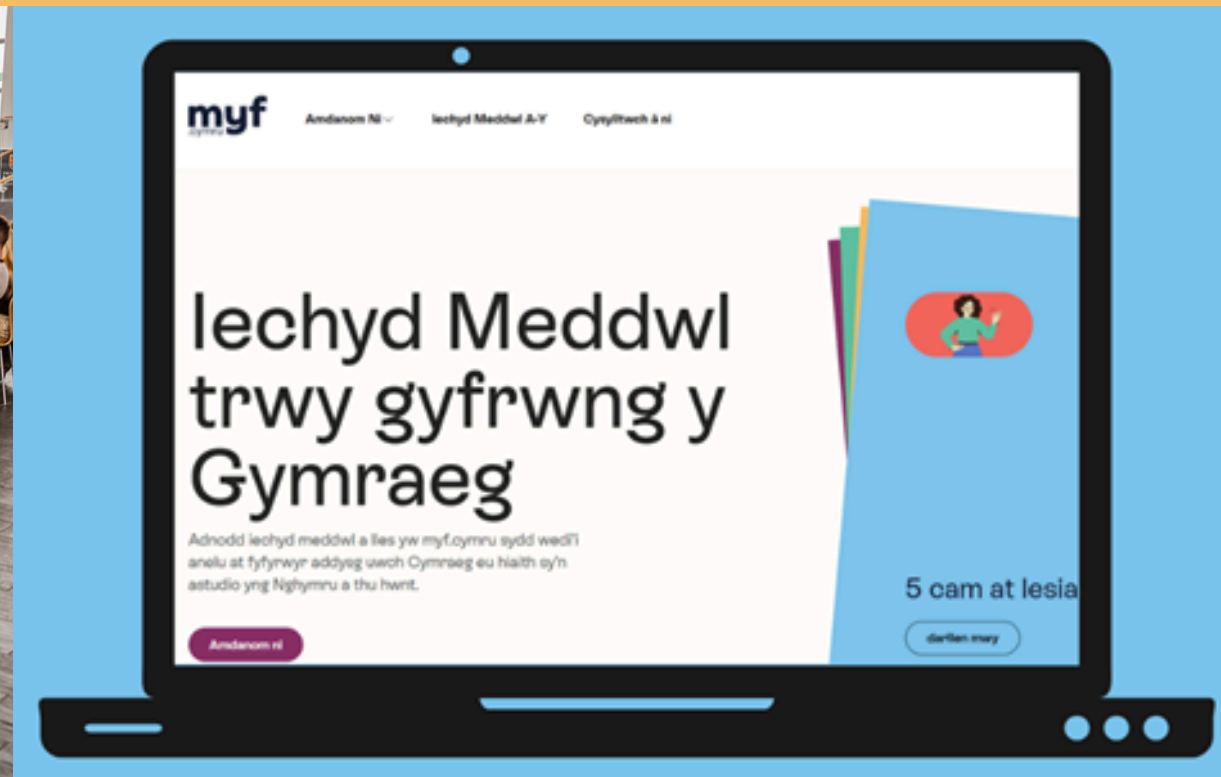 myf
.cymru
Amdanom Ni
Iechyd Meddwl A-Y
Cysylltwch â ni
Iechyd Meddwl
trwy gyfrwng y
Gymraeg
Adnodd iechyd meddwl a lles yw myf.cymru sydd wedi'i
anelu at fyfyrwyr addysg uwch Cymraeg eu hiaith sy'n
astudio yng Nghymru a thu hwnt.
Amdanom ni
5 cam at lesia
darllen mwy